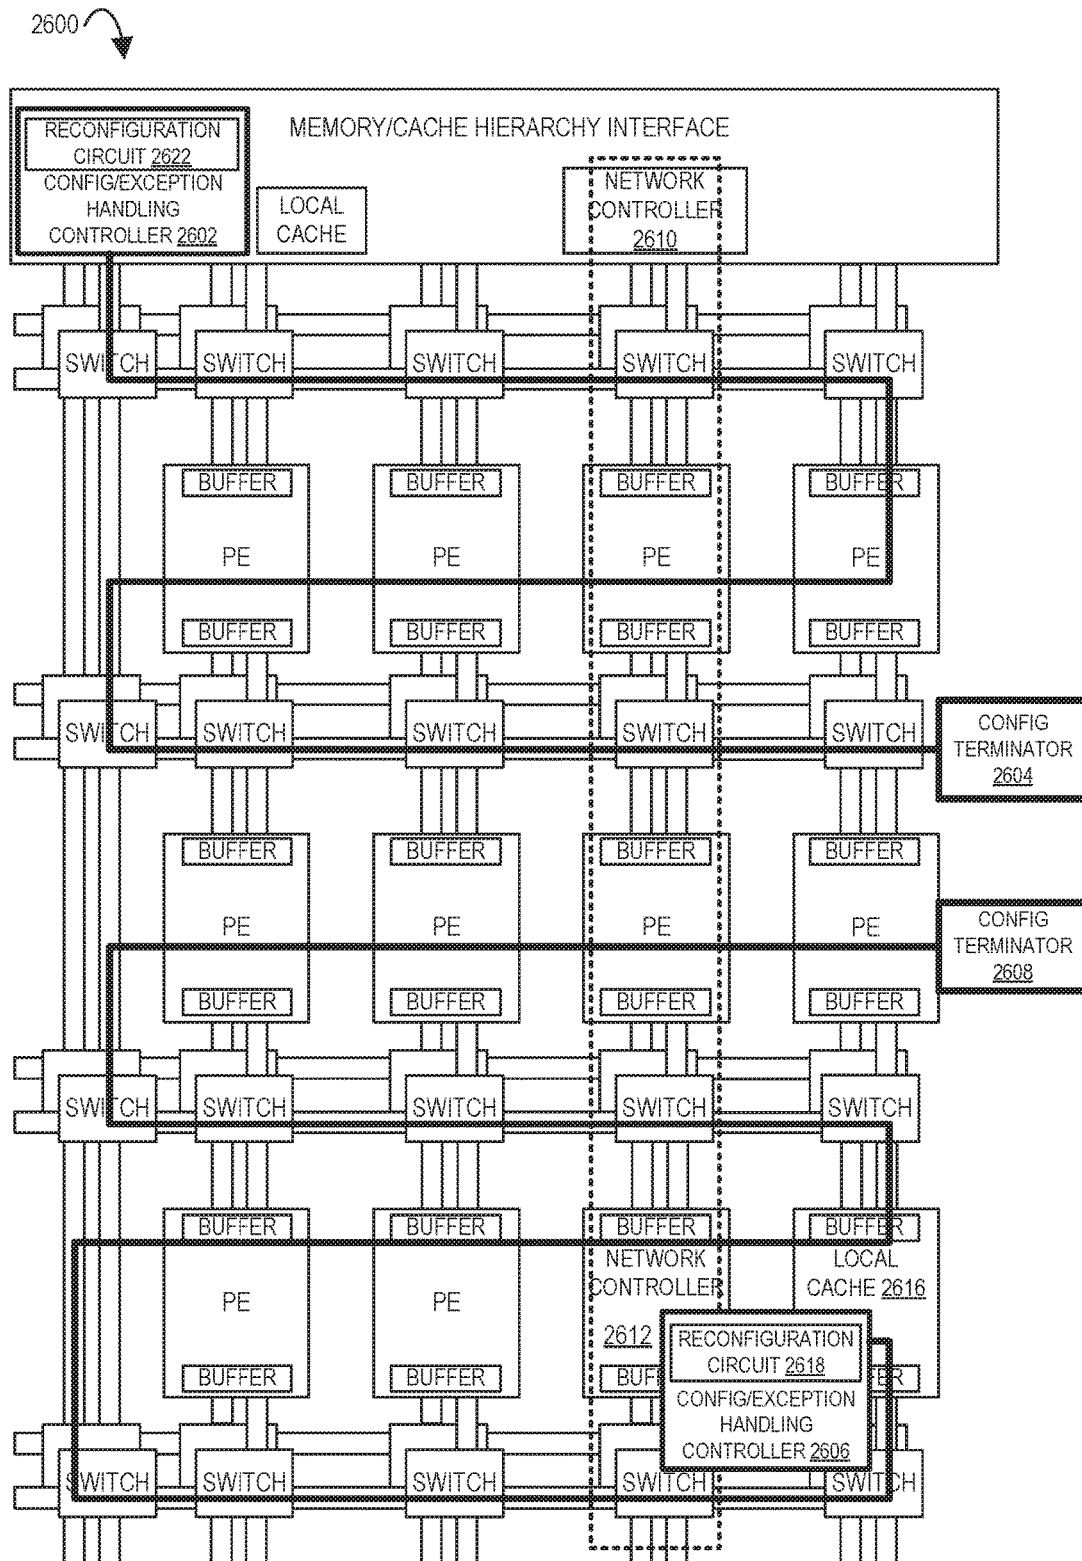 2600
MEMORY/CACHE HIERARCHY INTERFACE
RECONFIGURATION
CIRCUIT 2622
CONFIG/EXCEPTION
HANDLING
CONTROLLER 2602
LOCAL
CACHE
NETWORK
CONTROLLER
2610
SWITCH SWITCH SWITCH SWITCH SWITCH
BUFFER BUFFER BUFFER BUFFER
PE PE PE PE
BUFFER BUFFER BUFFER BUFFER
SWITCH SWITCH SWITCH SWITCH SWITCH
CONFIG
TERMINATOR
2604
BUFFER BUFFER BUFFER BUFFER
PE PE PE PE
CONFIG
TERMINATOR
2608
BUFFER BUFFER BUFFER BUFFER
SWITCH SWITCH SWITCH SWITCH SWITCH
BUFFER BUFFER BUFFER BUFFER
PE PE
NETWORK
CONTROLLER
2612
LOCAL
CACHE 2616
RECONFIGURATION
CIRCUIT 2618
CONFIG/EXCEPTION
HANDLING
CONTROLLER 2606
BUFFER BUFFER
SWITCH SWITCH SWITCH SWITCH SWITCH